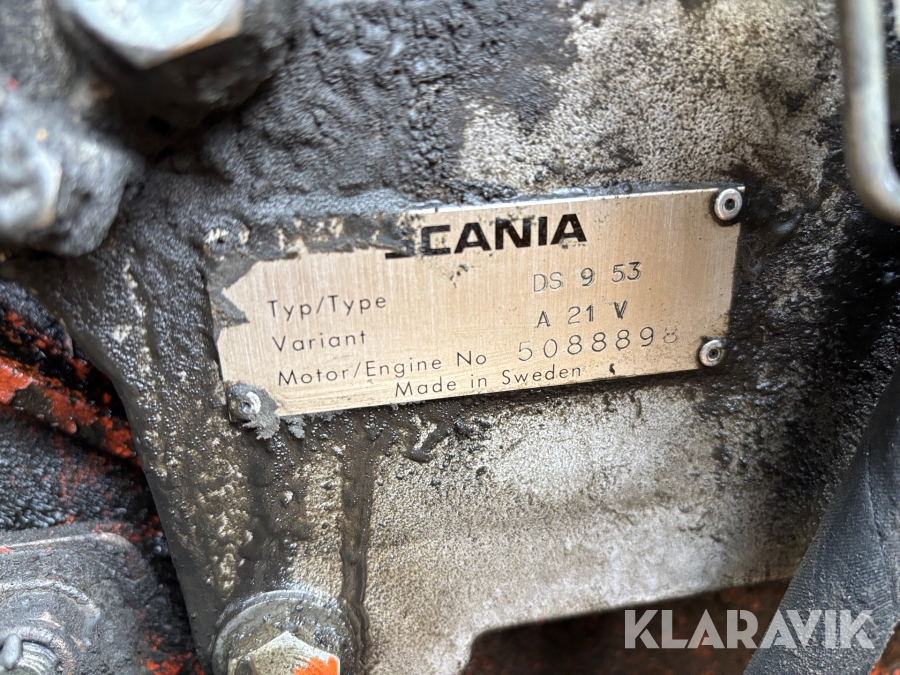 SCANIA
Typ/Type DS 9 53
Variant A 21 V
Motor/Engine No 5088898
Made in Sweden
KLARAVIK